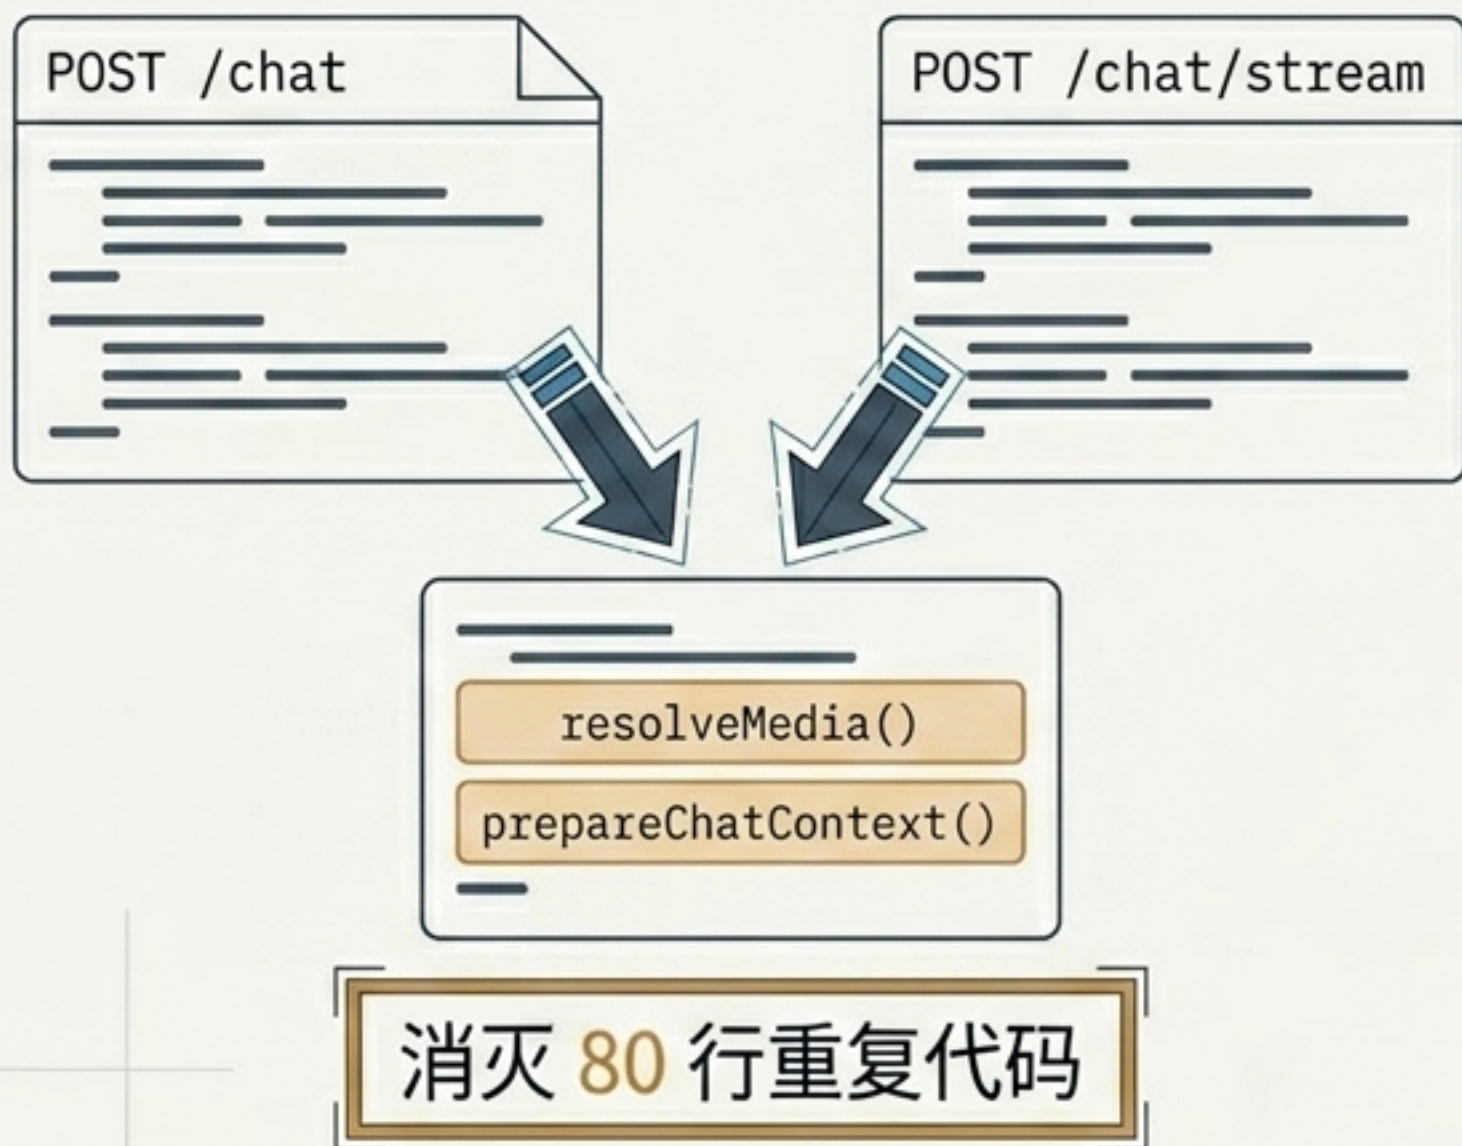 POST /chat
POST /chat/stream
resolveMedia()
prepareChatContext()
消灭 80 行重复代码